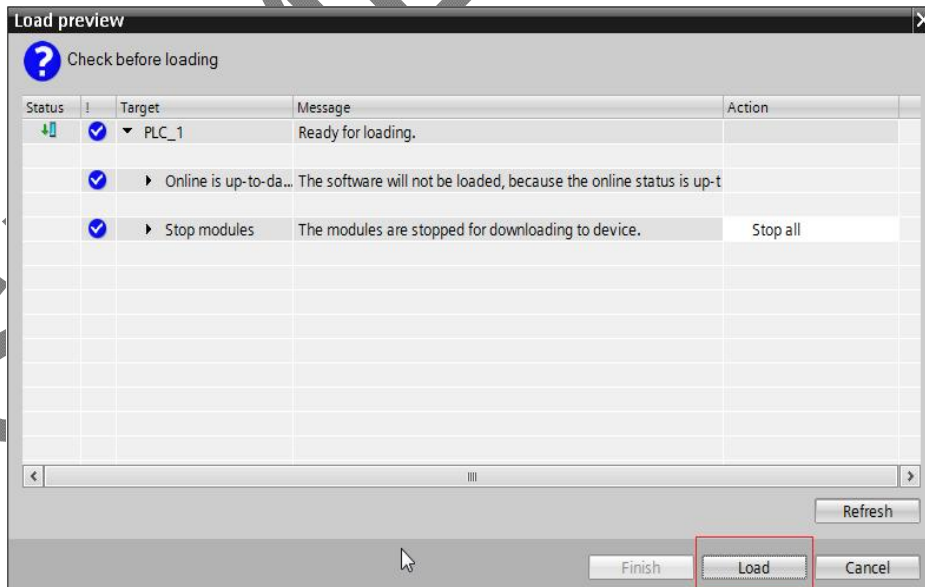 Load preview
Check before loading
Status ! Target Message Action
PLC_1 Ready for loading.
Online is up-to-da... The software will not be loaded, because the online status is up-t
Stop modules The modules are stopped for downloading to device. Stop all
Refresh
Finish Load Cancel